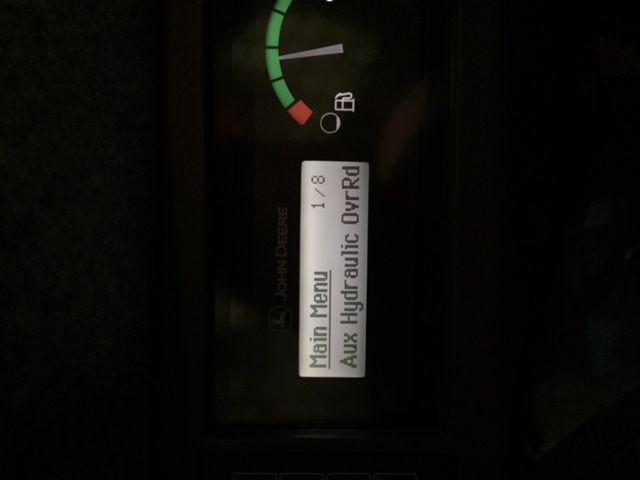 JOHN DEERE
Main Menu 1/8
Aux Hydraulic OvrRd